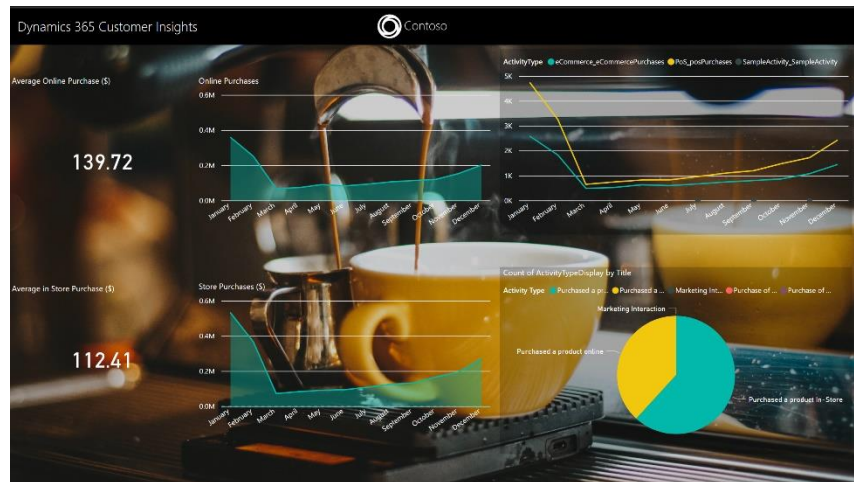 Dynamics 365 Customer Insights
Contoso
Average Online Purchase ($)
139.72
Online Purchases
0.6M
0.4M
0.2M
0.0M
January February March April May June July August September October November December
ActivityType eCommerce_eCommercePurchases PoS_posPurchases SampleActivity_SampleActivity
5K
4K
3K
2K
1K
0K
January February March April May June July August September October November December
Average in Store Purchase ($)
112.41
Store Purchases ($)
0.6M
0.4M
0.2M
0.0M
January February March April May June July August September October November December
Count of ActivityTypeDisplay by Title
Activity Type Purchased a pr... Purchased a ... Marketing Int... Purchase of ... Purchase of ...
Marketing Interaction
Purchased a product online
Purchased a product In-Store